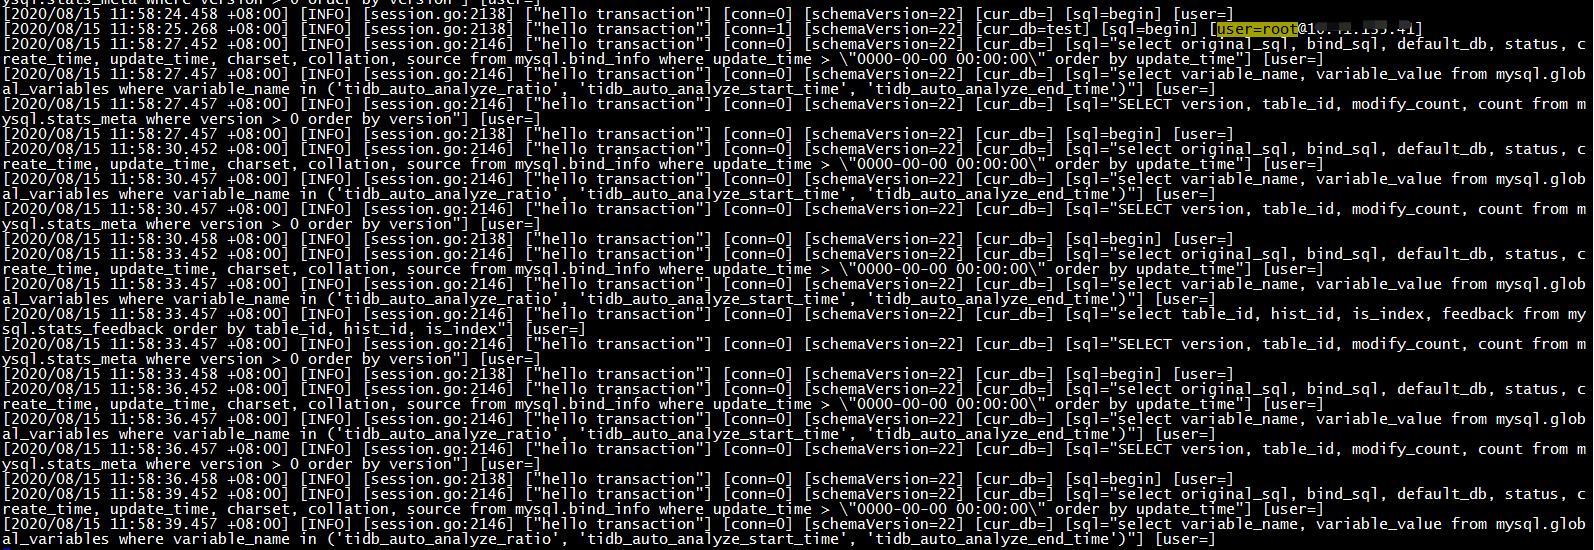 ysql.stats_meta where version > 0 order by version"] [user=]
[2020/08/15 11:58:24.458 +08:00] [INFO] [session.go:2138] ["hello transaction"] [conn=0] [schemaVersion=22] [cur_db=] [sql=begin] [user=]
[2020/08/15 11:58:25.268 +08:00] [INFO] [session.go:2138] ["hello transaction"] [conn=1] [schemaVersion=22] [cur_db=test] [sql=begin] [user=root@
[2020/08/15 11:58:27.452 +08:00] [INFO] [session.go:2146] ["hello transaction"] [conn=0] [schemaVersion=22] [cur_db=] [sql="select original_sql, bind_sql, default_db, status, c
reate_time, update_time, charset, collation, source from mysql.bind_info where update_time > \"0000-00-00 00:00:00\" order by update_time"] [user=]
[2020/08/15 11:58:27.457 +08:00] [INFO] [session.go:2146] ["hello transaction"] [conn=0] [schemaVersion=22] [cur_db=] [sql="select variable_name, variable_value from mysql.glob
al_variables where variable_name in ('tidb_auto_analyze_ratio', 'tidb_auto_analyze_start_time', 'tidb_auto_analyze_end_time')"] [user=]
[2020/08/15 11:58:27.457 +08:00] [INFO] [session.go:2146] ["hello transaction"] [conn=0] [schemaVersion=22] [cur_db=] [sql="SELECT version, table_id, modify_count, count from m
ysql.stats_meta where version > 0 order by version"] [user=]
[2020/08/15 11:58:27.457 +08:00] [INFO] [session.go:2138] ["hello transaction"] [conn=0] [schemaVersion=22] [cur_db=] [sql=begin] [user=]
[2020/08/15 11:58:30.452 +08:00] [INFO] [session.go:2146] ["hello transaction"] [conn=0] [schemaVersion=22] [cur_db=] [sql="select original_sql, bind_sql, default_db, status, c
reate_time, update_time, charset, collation, source from mysql.bind_info where update_time > \"0000-00-00 00:00:00\" order by update_time"] [user=]
[2020/08/15 11:58:30.457 +08:00] [INFO] [session.go:2146] ["hello transaction"] [conn=0] [schemaVersion=22] [cur_db=] [sql="select variable_name, variable_value from mysql.glob
al_variables where variable_name in ('tidb_auto_analyze_ratio', 'tidb_auto_analyze_start_time', 'tidb_auto_analyze_end_time')"] [user=]
[2020/08/15 11:58:30.457 +08:00] [INFO] [session.go:2146] ["hello transaction"] [conn=0] [schemaVersion=22] [cur_db=] [sql="SELECT version, table_id, modify_count, count from m
ysql.stats_meta where version > 0 order by version"] [user=]
[2020/08/15 11:58:30.458 +08:00] [INFO] [session.go:2138] ["hello transaction"] [conn=0] [schemaVersion=22] [cur_db=] [sql=begin] [user=]
[2020/08/15 11:58:33.452 +08:00] [INFO] [session.go:2146] ["hello transaction"] [conn=0] [schemaVersion=22] [cur_db=] [sql="select original_sql, bind_sql, default_db, status, c
reate_time, update_time, charset, collation, source from mysql.bind_info where update_time > \"0000-00-00 00:00:00\" order by update_time"] [user=]
[2020/08/15 11:58:33.457 +08:00] [INFO] [session.go:2146] ["hello transaction"] [conn=0] [schemaVersion=22] [cur_db=] [sql="select variable_name, variable_value from mysql.glob
al_variables where variable_name in ('tidb_auto_analyze_ratio', 'tidb_auto_analyze_start_time', 'tidb_auto_analyze_end_time')"] [user=]
[2020/08/15 11:58:33.457 +08:00] [INFO] [session.go:2146] ["hello transaction"] [conn=0] [schemaVersion=22] [cur_db=] [sql="select table_id, hist_id, is_index, feedback from my
sql.stats_feedback order by table_id, hist_id, is_index"] [user=]
[2020/08/15 11:58:33.457 +08:00] [INFO] [session.go:2146] ["hello transaction"] [conn=0] [schemaVersion=22] [cur_db=] [sql="SELECT version, table_id, modify_count, count from m
ysql.stats_meta where version > 0 order by version"] [user=]
[2020/08/15 11:58:33.458 +08:00] [INFO] [session.go:2138] ["hello transaction"] [conn=0] [schemaVersion=22] [cur_db=] [sql=begin] [user=]
[2020/08/15 11:58:36.452 +08:00] [INFO] [session.go:2146] ["hello transaction"] [conn=0] [schemaVersion=22] [cur_db=] [sql="select original_sql, bind_sql, default_db, status, c
reate_time, update_time, charset, collation, source from mysql.bind_info where update_time > \"0000-00-00 00:00:00\" order by update_time"] [user=]
[2020/08/15 11:58:36.457 +08:00] [INFO] [session.go:2146] ["hello transaction"] [conn=0] [schemaVersion=22] [cur_db=] [sql="select variable_name, variable_value from mysql.glob
al_variables where variable_name in ('tidb_auto_analyze_ratio', 'tidb_auto_analyze_start_time', 'tidb_auto_analyze_end_time')"] [user=]
[2020/08/15 11:58:36.457 +08:00] [INFO] [session.go:2146] ["hello transaction"] [conn=0] [schemaVersion=22] [cur_db=] [sql="SELECT version, table_id, modify_count, count from m
ysql.stats_meta where version > 0 order by version"] [user=]
[2020/08/15 11:58:36.458 +08:00] [INFO] [session.go:2138] ["hello transaction"] [conn=0] [schemaVersion=22] [cur_db=] [sql=begin] [user=]
[2020/08/15 11:58:39.452 +08:00] [INFO] [session.go:2146] ["hello transaction"] [conn=0] [schemaVersion=22] [cur_db=] [sql="select original_sql, bind_sql, default_db, status, c
reate_time, update_time, charset, collation, source from mysql.bind_info where update_time > \"0000-00-00 00:00:00\" order by update_time"] [user=]
[2020/08/15 11:58:39.457 +08:00] [INFO] [session.go:2146] ["hello transaction"] [conn=0] [schemaVersion=22] [cur_db=] [sql="select variable_name, variable_value from mysql.glob
al_variables where variable_name in ('tidb_auto_analyze_ratio', 'tidb_auto_analyze_start_time', 'tidb_auto_analyze_end_time')"] [user=]